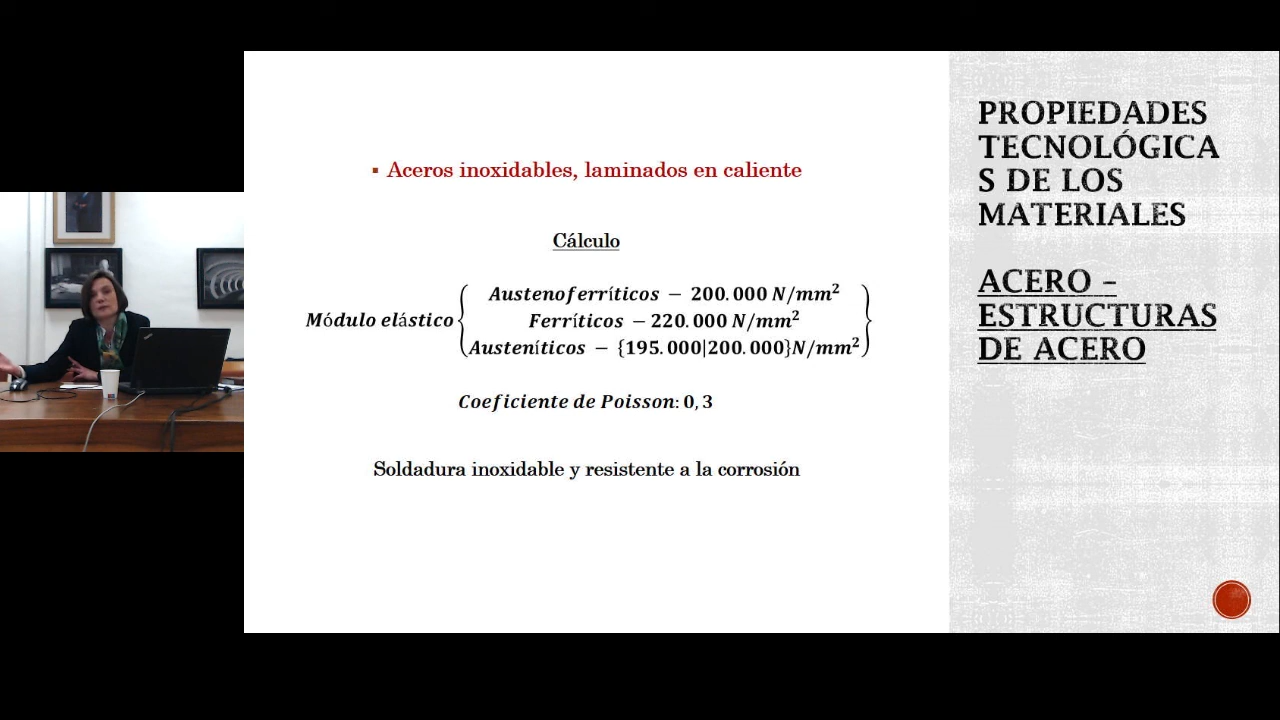 ▪ Aceros inoxidables, laminados en caliente
Cálculo
Módulo elástico { Austenoferríticos − 200.000 N/mm²
Ferríticos − 220.000 N/mm²
Austeníticos − {195.000|200.000}N/mm² }
Coeficiente de Poisson: 0, 3
Soldadura inoxidable y resistente a la corrosión
PROPIEDADES
TECNOLÓGICA
S DE LOS
MATERIALES
ACERO –
ESTRUCTURAS
DE ACERO